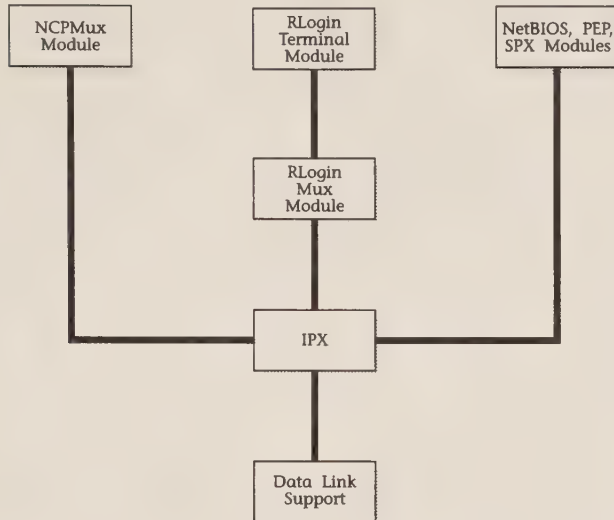 NCPMux
Module
RLogin
Terminal
Module
NetBIOS, PEP,
SPX Modules
RLogin
Mux
Module
IPX
Data Link
Support